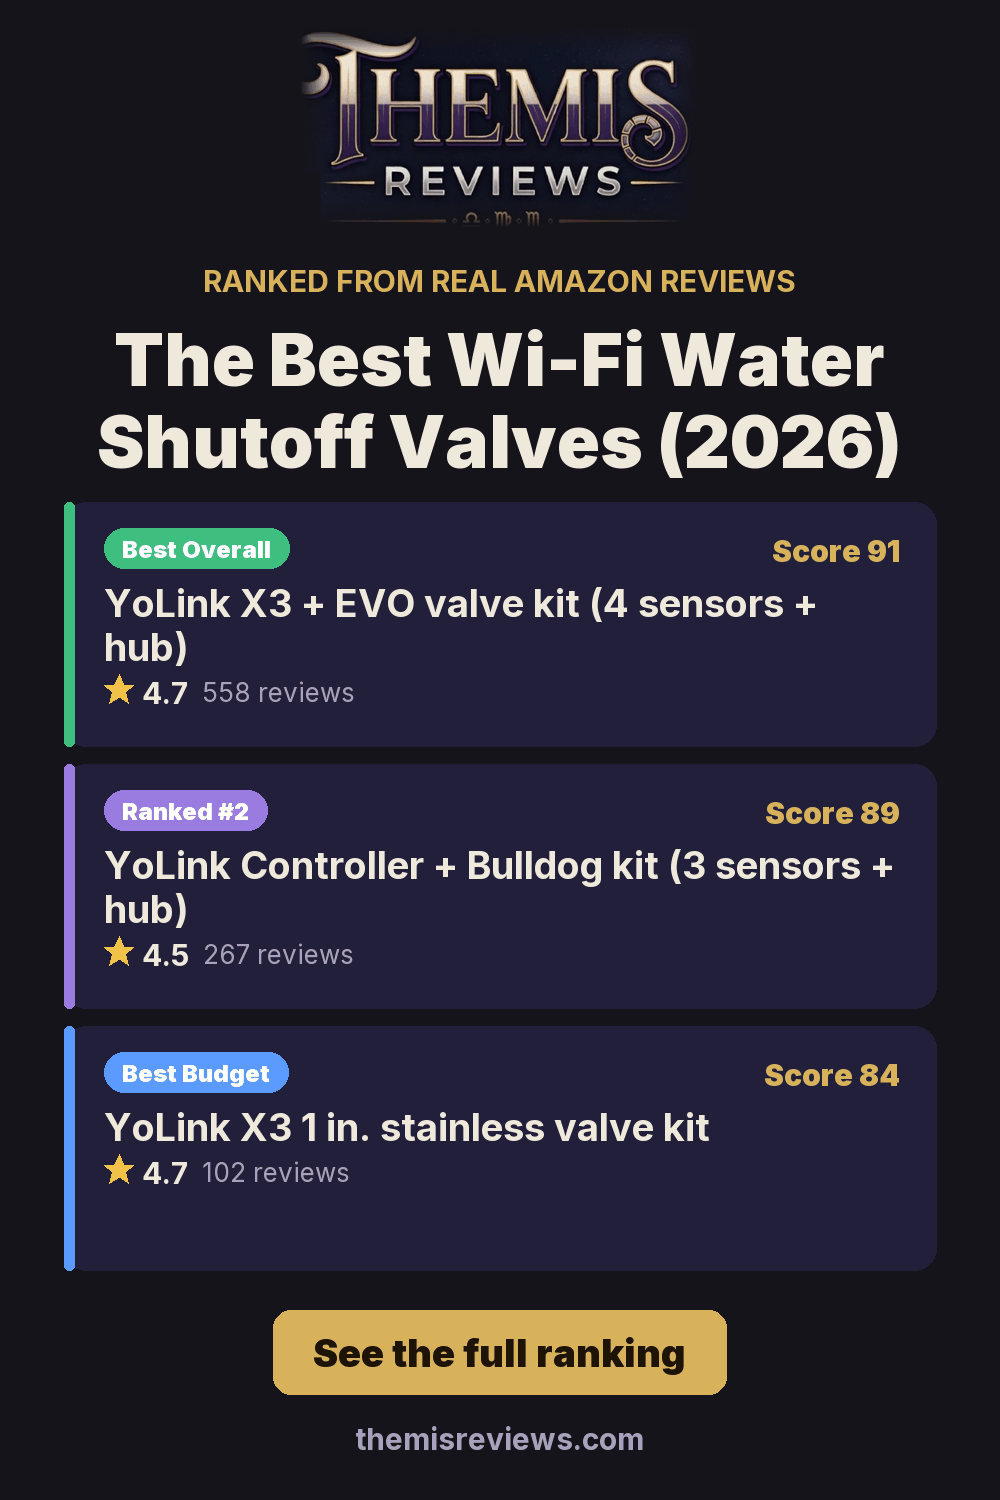 THEMIS
REVIEWS
♎ · ♍ · ♏
RANKED FROM REAL AMAZON REVIEWS
The Best Wi-Fi Water
Shutoff Valves (2026)
Best Overall
Score 91
YoLink X3 + EVO valve kit (4 sensors +
hub)
4.7 558 reviews
Ranked #2
Score 89
YoLink Controller + Bulldog kit (3 sensors +
hub)
4.5 267 reviews
Best Budget
Score 84
YoLink X3 1 in. stainless valve kit
4.7 102 reviews
See the full ranking
themisreviews.com